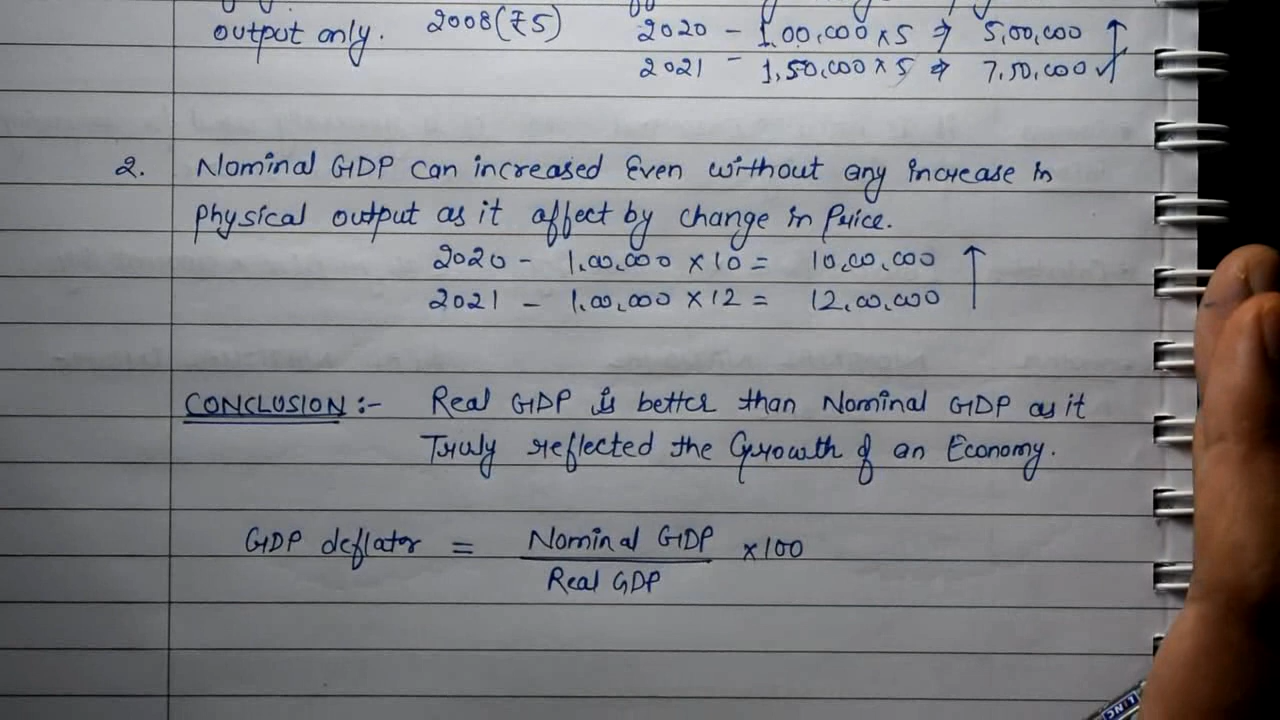 output only. 2008(₹5) 2020 - 1,00,000 x 5 ⇒ 5,00,000 ↑
2021 - 1,50,000 x 5 ⇒ 7,50,000
2. Nominal GDP can increased Even without any increase in
physical output as it affect by change in Price.
2020 - 1,00,000 x 10 = 10,00,000 ↑
2021 - 1,00,000 x 12 = 12,00,000
CONCLUSION :- Real GDP is better than Nominal GDP as it
Truly reflected the Growth of an Economy.
GDP deflator = Nominal GDP x 100
Real GDP
LINC